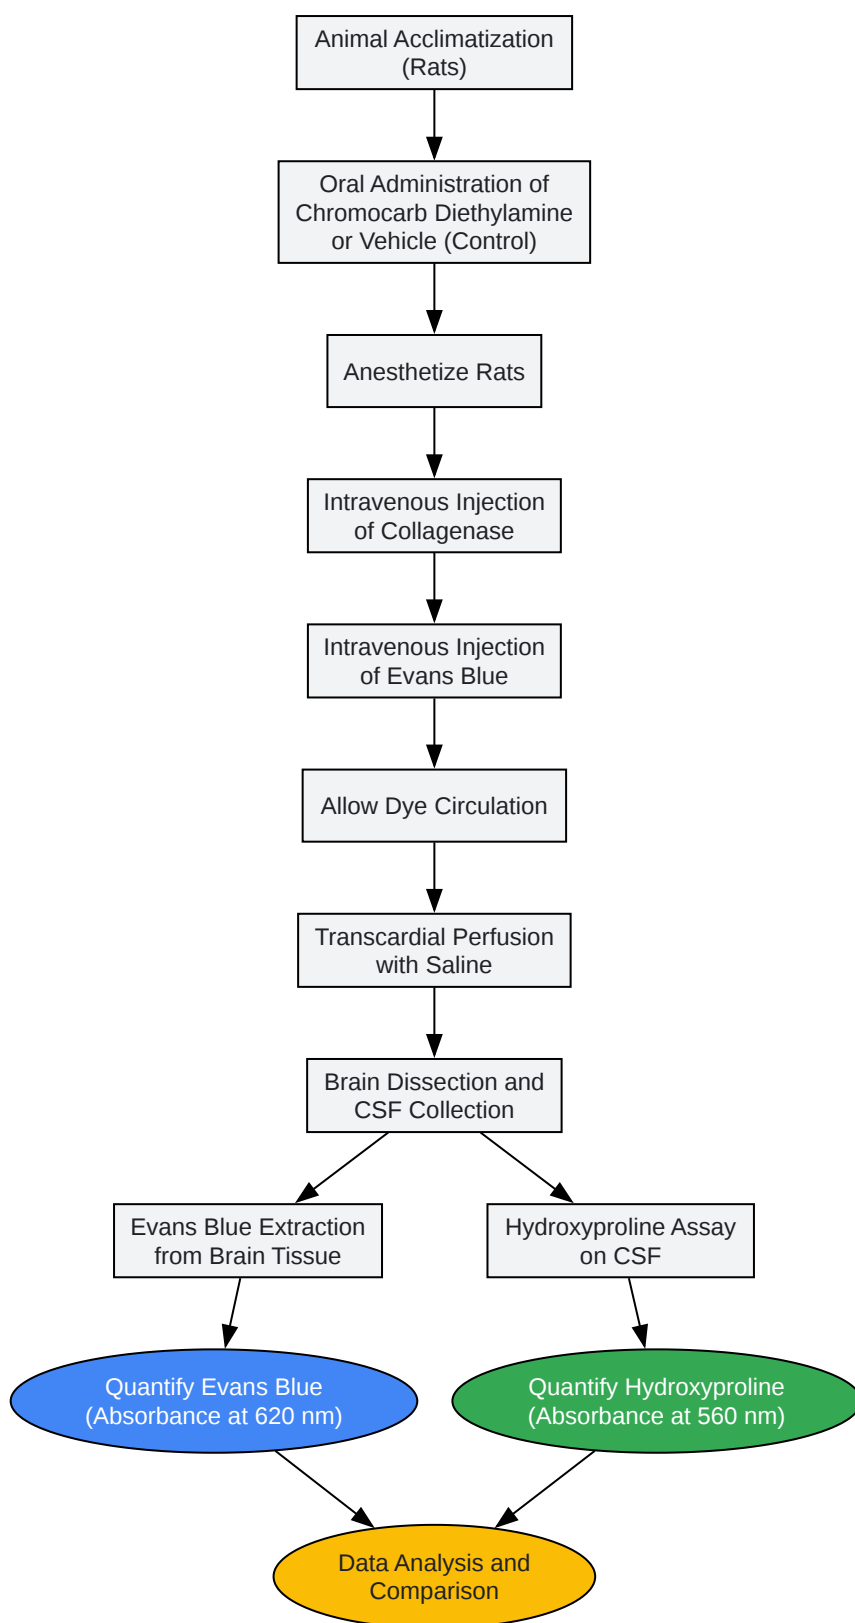 Animal Acclimatization
(Rats)
Oral Administration of
Chromocarb Diethylamine
or Vehicle (Control)
Anesthetize Rats
Intravenous Injection
of Collagenase
Intravenous Injection
of Evans Blue
Allow Dye Circulation
Transcardial Perfusion
with Saline
Brain Dissection and
CSF Collection
Evans Blue Extraction
from Brain Tissue
Hydroxyproline Assay
on CSF
Quantify Evans Blue
(Absorbance at 620 nm)
Quantify Hydroxyproline
(Absorbance at 560 nm)
Data Analysis and
Comparison